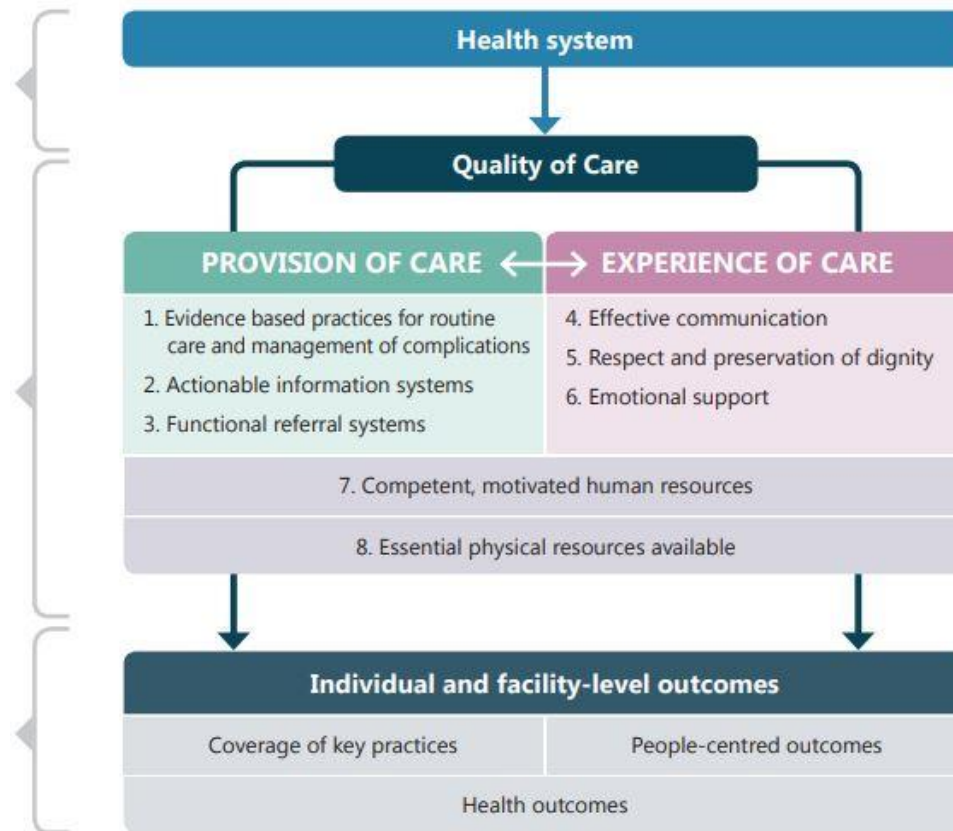 Health system
Quality of Care
PROVISION OF CARE
EXPERIENCE OF CARE
1. Evidence based practices for routine
care and management of complications
2. Actionable information systems
3. Functional referral systems
4. Effective communication
5. Respect and preservation of dignity
6. Emotional support
7. Competent, motivated human resources
8. Essential physical resources available
Individual and facility-level outcomes
Coverage of key practices
People-centred outcomes
Health outcomes